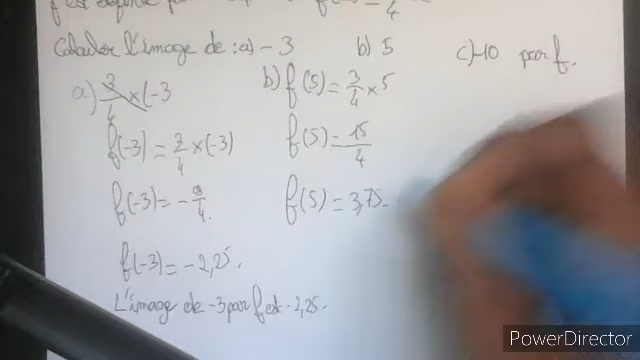 Calculer l'image de : a) -3 b) 5 c) -10 par f.
a) 3/4 × (-3
f(-3) = 3/4 × (-3)
f(-3) = -9/4.
f(-3) = -2,25.
L'image de -3 par f est -2,25.
b) f(5) = 3/4 × 5
f(5) = 15/4
f(5) = 3,75.
PowerDirector